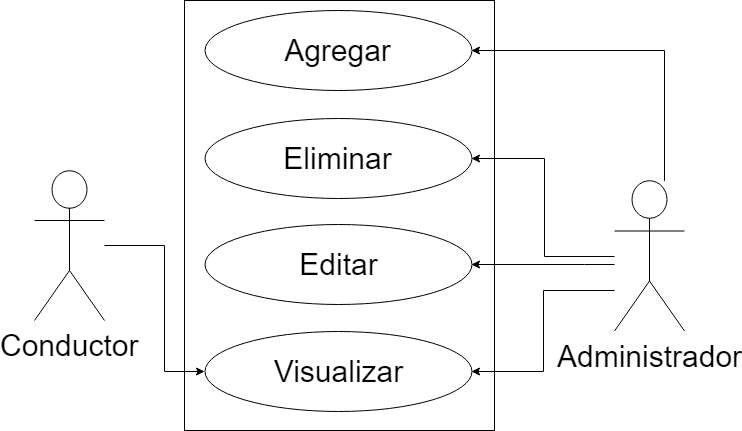 Agregar
Eliminar
Editar
Visualizar
Conductor
Administrador